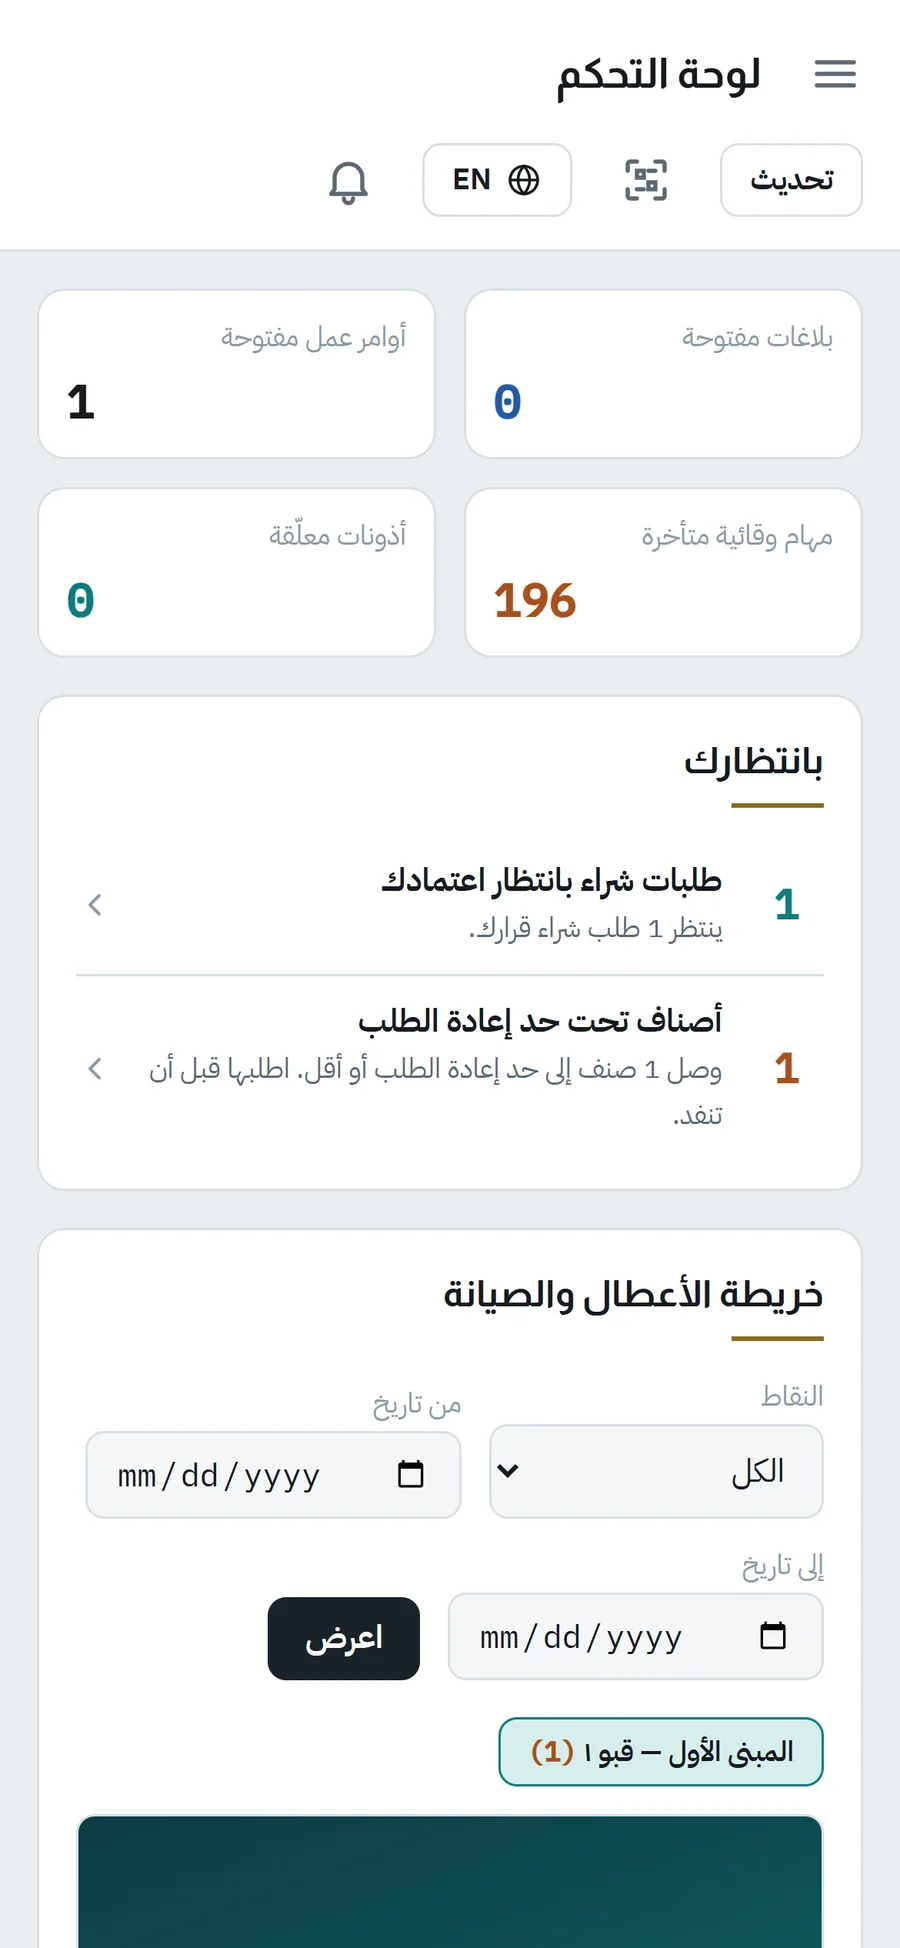 لوحة التحكم
تحديث
EN
بلاغات مفتوحة
0
أوامر عمل مفتوحة
1
مهام وقائية متأخرة
196
أذونات معلّقة
0
بانتظارك
1
طلبات شراء بانتظار اعتمادك
ينتظر 1 طلب شراء قرارك.
1
أصناف تحت حد إعادة الطلب
وصل 1 صنف إلى حد إعادة الطلب أو أقل. اطلبها قبل أن
تنفد.
خريطة الأعطال والصيانة
النقاط
الكل
من تاريخ
mm/dd/yyyy
إلى تاريخ
mm/dd/yyyy
اعرض
المبنى الأول — قبو ١ (1)